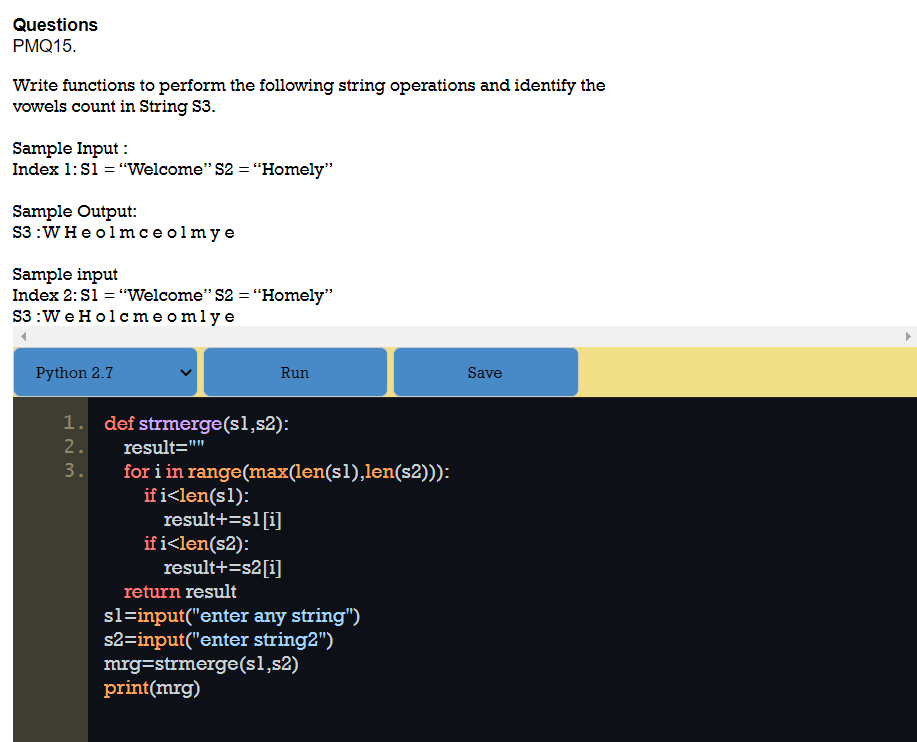 Questions
PMQ15.
Write functions to perform the following string operations and identify the
vowels count in String S3.
Sample Input :
Index 1: S1 = “Welcome” S2 = “Homely”
Sample Output:
S3 : W H e o l m c e o l m y e
Sample input
Index 2: S1 = “Welcome” S2 = “Homely”
S3 : W e H o l c m e o m l y e
Python 2.7 Run Save
1. def strmerge(s1,s2):
2. result=""
3. for i in range(max(len(s1),len(s2))):
if i<len(s1):
result+=s1[i]
if i<len(s2):
result+=s2[i]
return result
s1=input("enter any string")
s2=input("enter string2")
mrg=strmerge(s1,s2)
print(mrg)